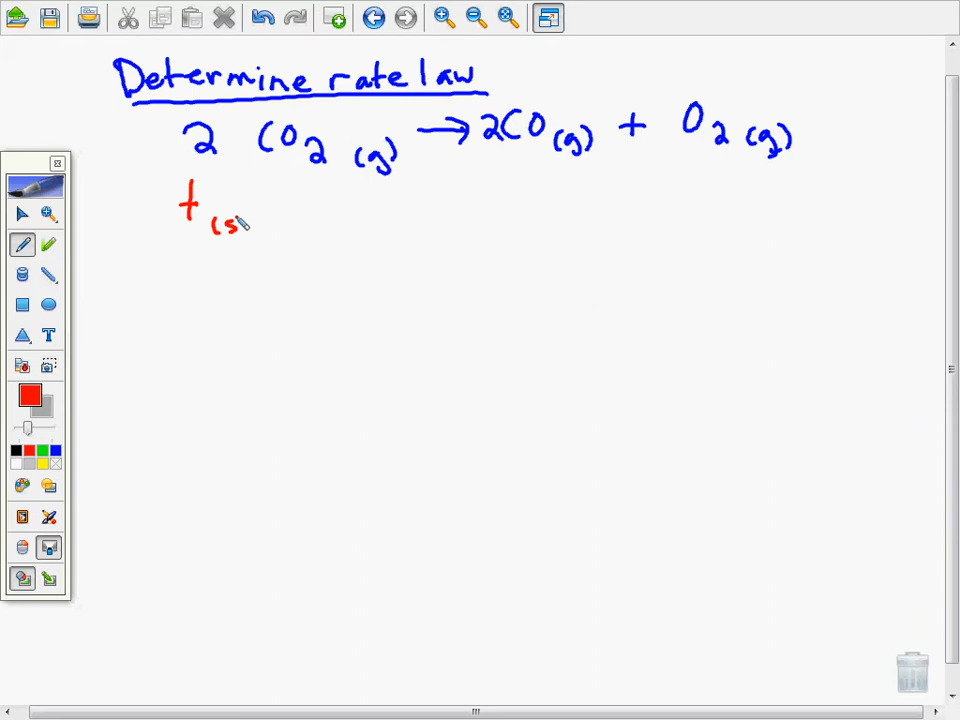 Determine rate law
2 CO2 (g) → 2CO (g) + O2 (g)
t (s